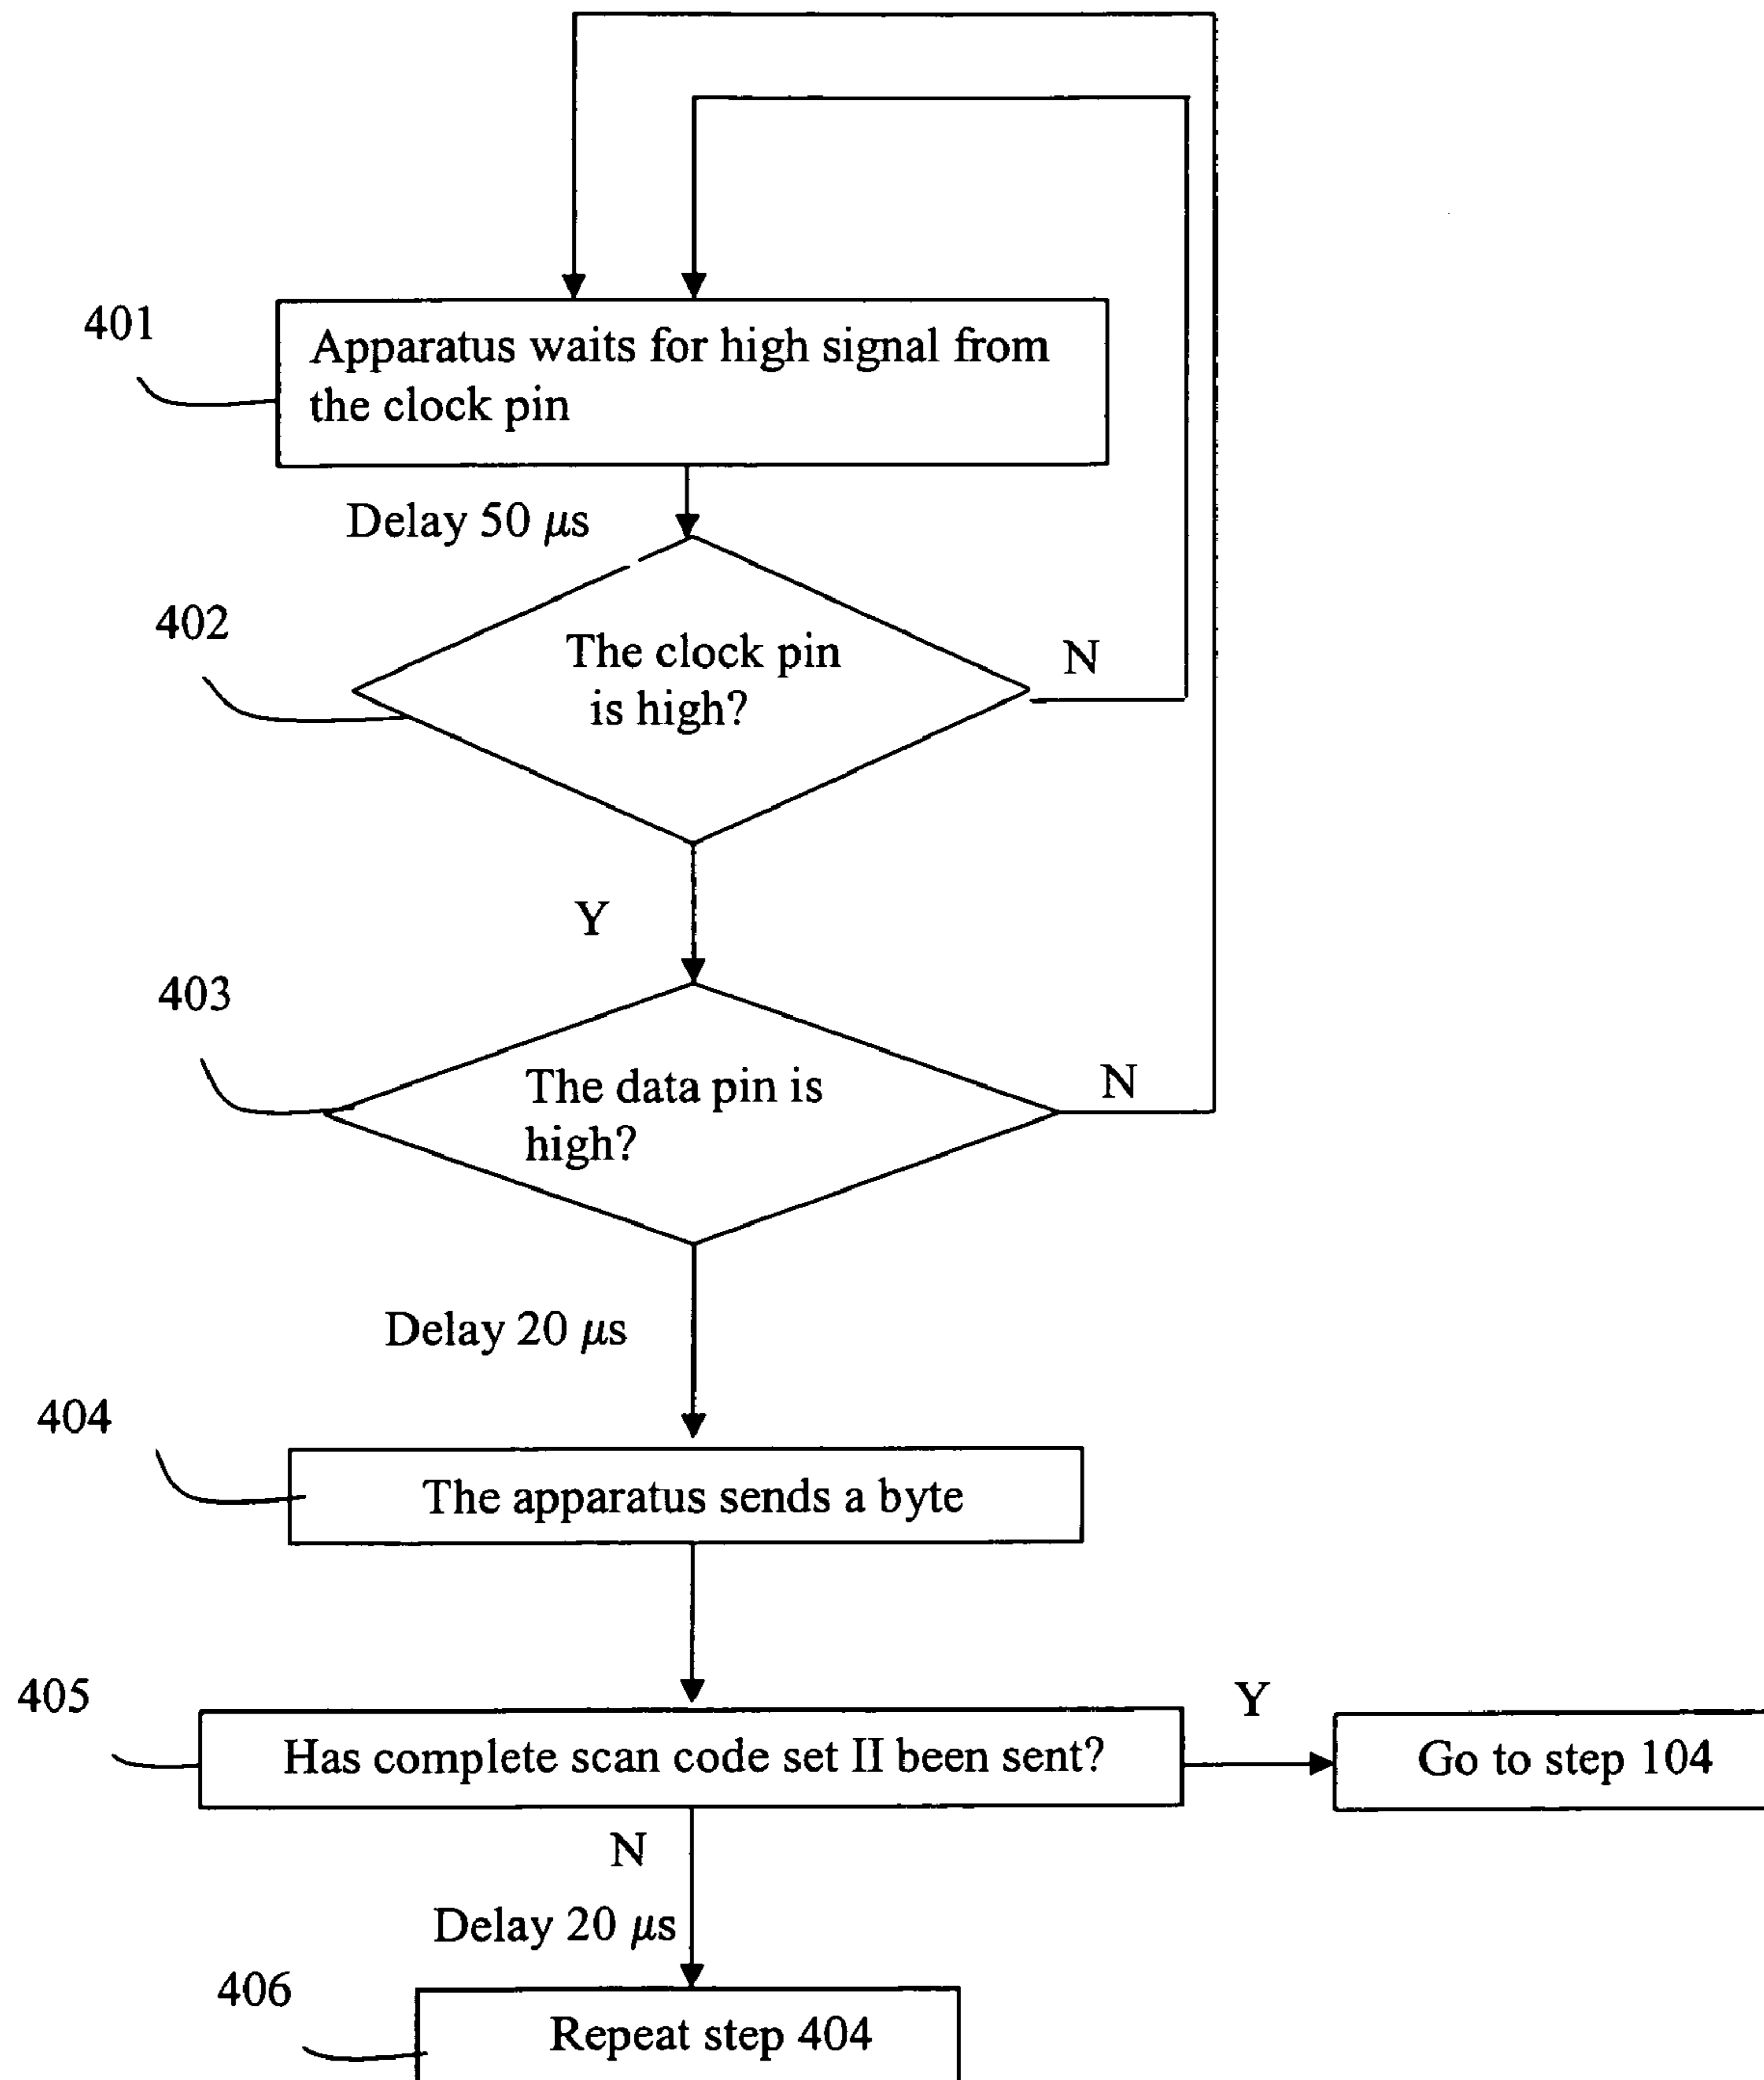 401
Apparatus waits for high signal from
the clock pin
Delay 50 μs
402
The clock pin
is high?
N
Y
403
The data pin is
high?
N
Delay 20 μs
404
The apparatus sends a byte
405
Has complete scan code set II been sent?
Y
Go to step 104
N
Delay 20 μs
406
Repeat step 404